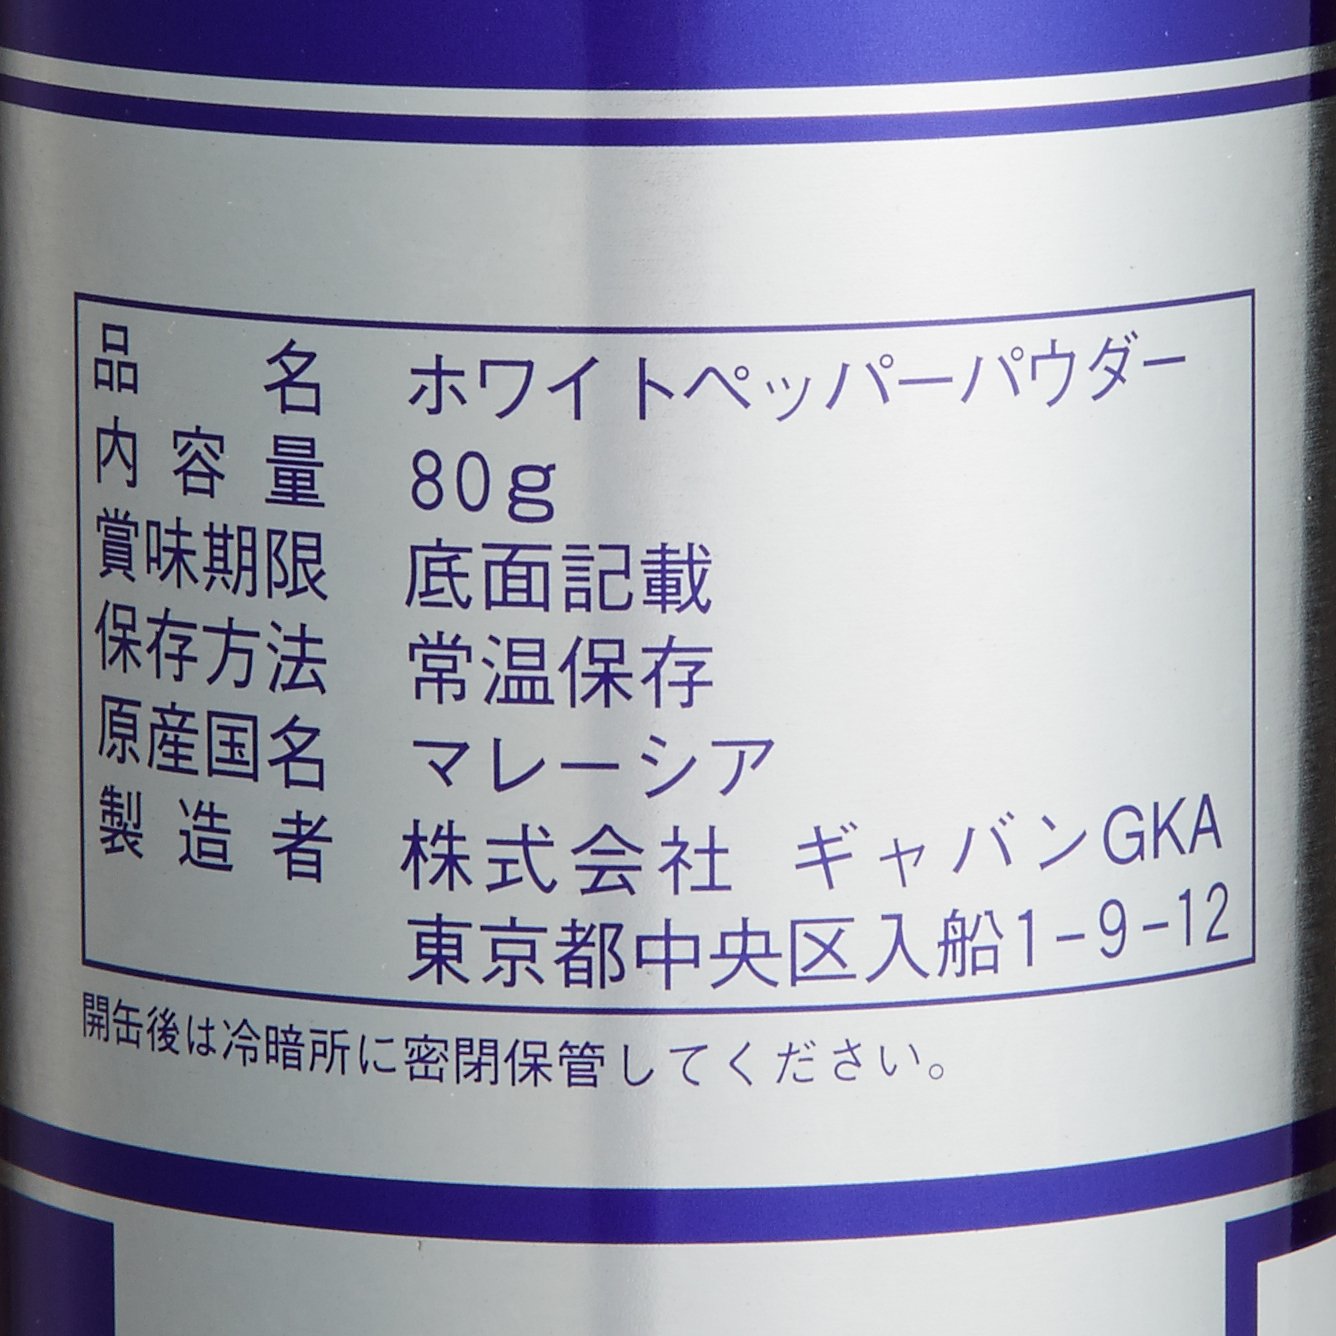 品名 ホワイトペッパーパウダー
内容量 80g
賞味期限 底面記載
保存方法 常温保存
原産国名 マレーシア
製造者 株式会社 ギャバンGKA
東京都中央区入船1-9-12
開缶後は冷暗所に密閉保管してください。